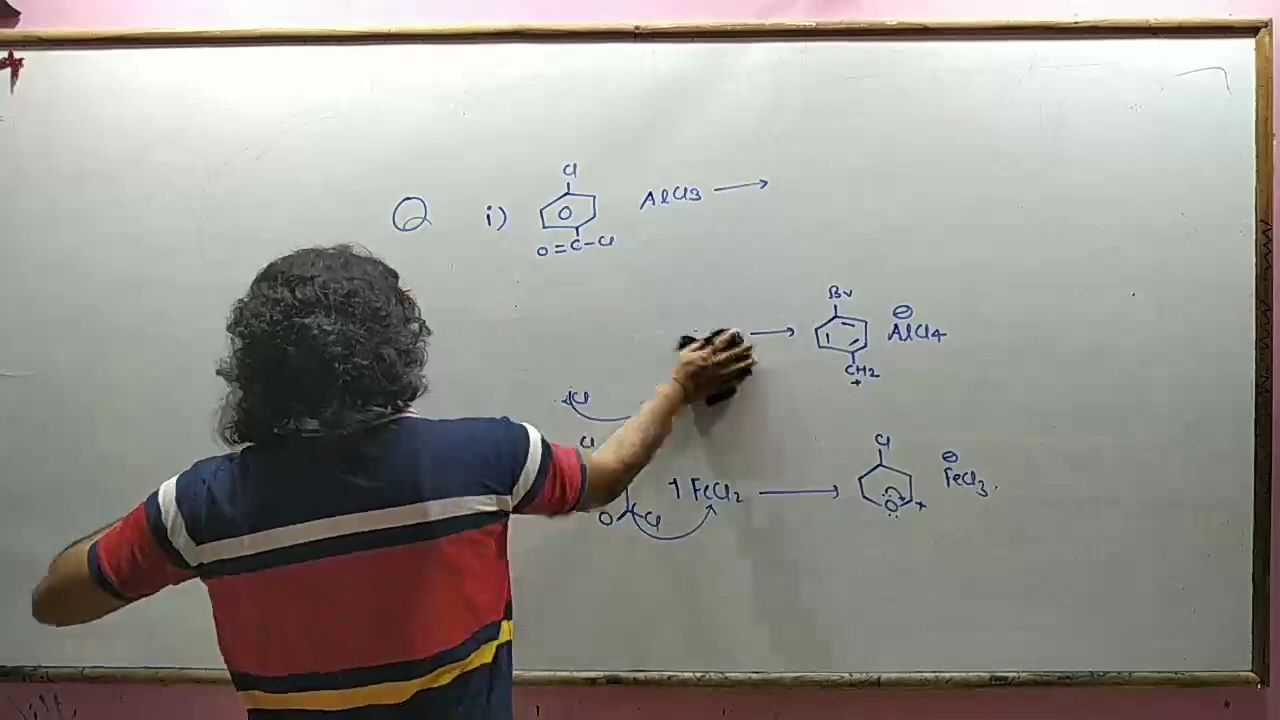 Cl
Q i) O AlCl3 →
O=C-Cl
Br
→ ⊖ AlCl4
CH2
+
Cl
Cl Cl
⊖
+ FeCl2 → O + FeCl3.
O Cl